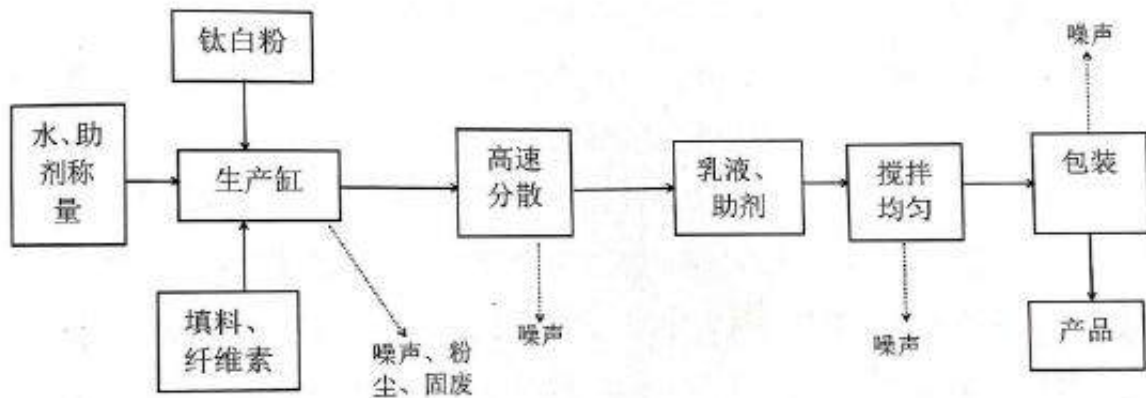 钛白粉
噪声
水、助
剂称
量
生产缸
高速
分散
乳液、
助剂
搅拌
均匀
包装
填料、
纤维素
噪声、粉
尘、固废
噪声
噪声
产品